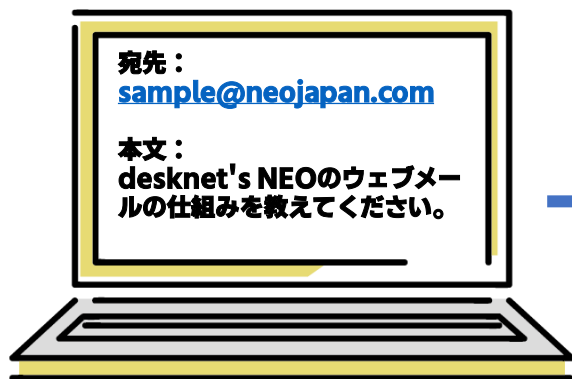 宛先：
sample@neojapan.com
本文：
desknet's NEOのウェブメー
ルの仕組みを教えてください。